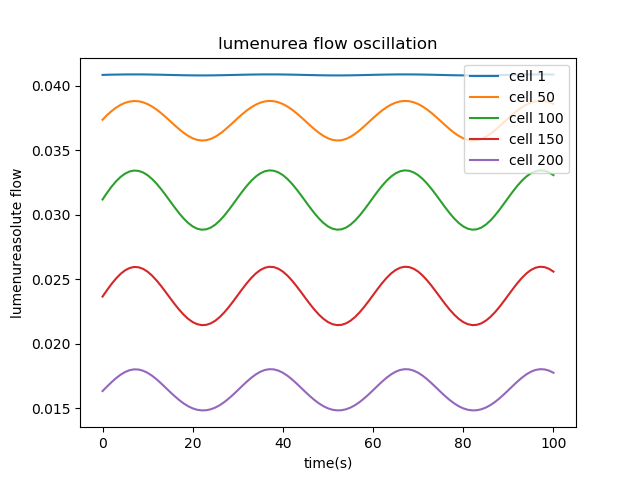 lumenurea flow oscillation
lumenureasolute flow
0.040
0.035
0.030
0.025
0.020
0.015
cell 1
cell 50
cell 100
cell 150
cell 200
0 20 40 60 80 100
time(s)